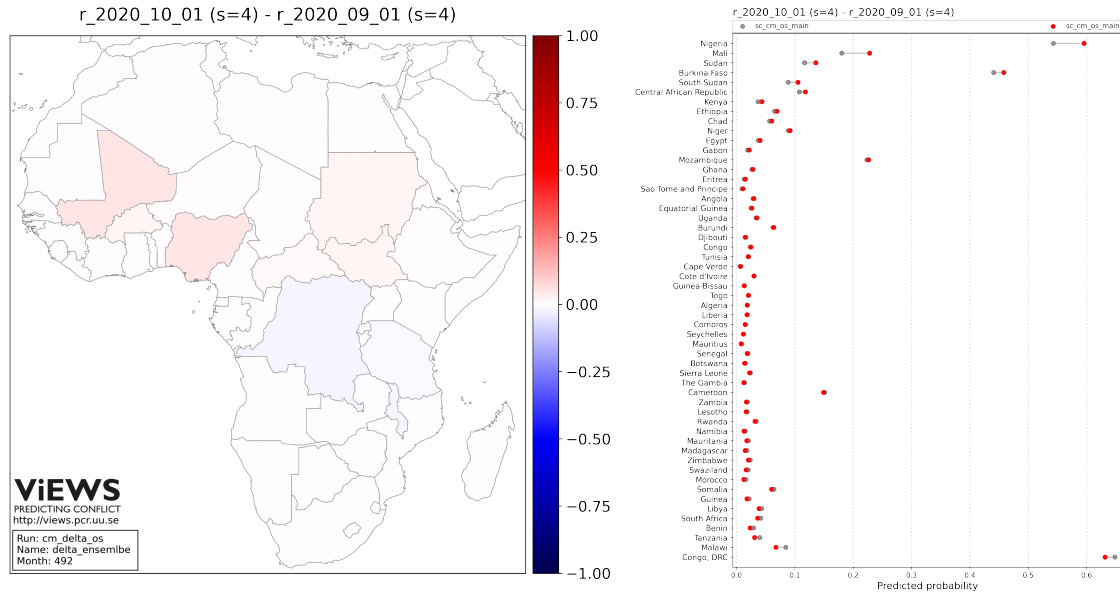 r_2020_10_01 (s=4) - r_2020_09_01 (s=4)
1.00
0.75
0.50
0.25
0.00
−0.25
−0.50
−0.75
−1.00
ViEWS
PREDICTING CONFLICT
http://views.pcr.uu.se
Run: cm_delta_os
Name: delta_ensemlbe
Month: 492
r_2020_10_01 (s=4) - r_2020_09_01 (s=4)
sc_cm_os_main
sc_cm_os_main
Nigeria
Mali
Sudan
Burkina Faso
South Sudan
Central African Republic
Kenya
Ethiopia
Chad
Niger
Egypt
Gabon
Mozambique
Ghana
Eritrea
Sao Tome and Principe
Angola
Equatorial Guinea
Uganda
Burundi
Djibouti
Congo
Tunisia
Cape Verde
Cote d'Ivoire
Guinea-Bissau
Togo
Algeria
Liberia
Comoros
Seychelles
Mauritius
Senegal
Botswana
Sierra Leone
The Gambia
Cameroon
Zambia
Lesotho
Rwanda
Namibia
Mauritania
Madagascar
Zimbabwe
Swaziland
Morocco
Somalia
Guinea
Libya
South Africa
Benin
Tanzania
Malawi
Congo, DRC
0.0 0.1 0.2 0.3 0.4 0.5 0.6
Predicted probability